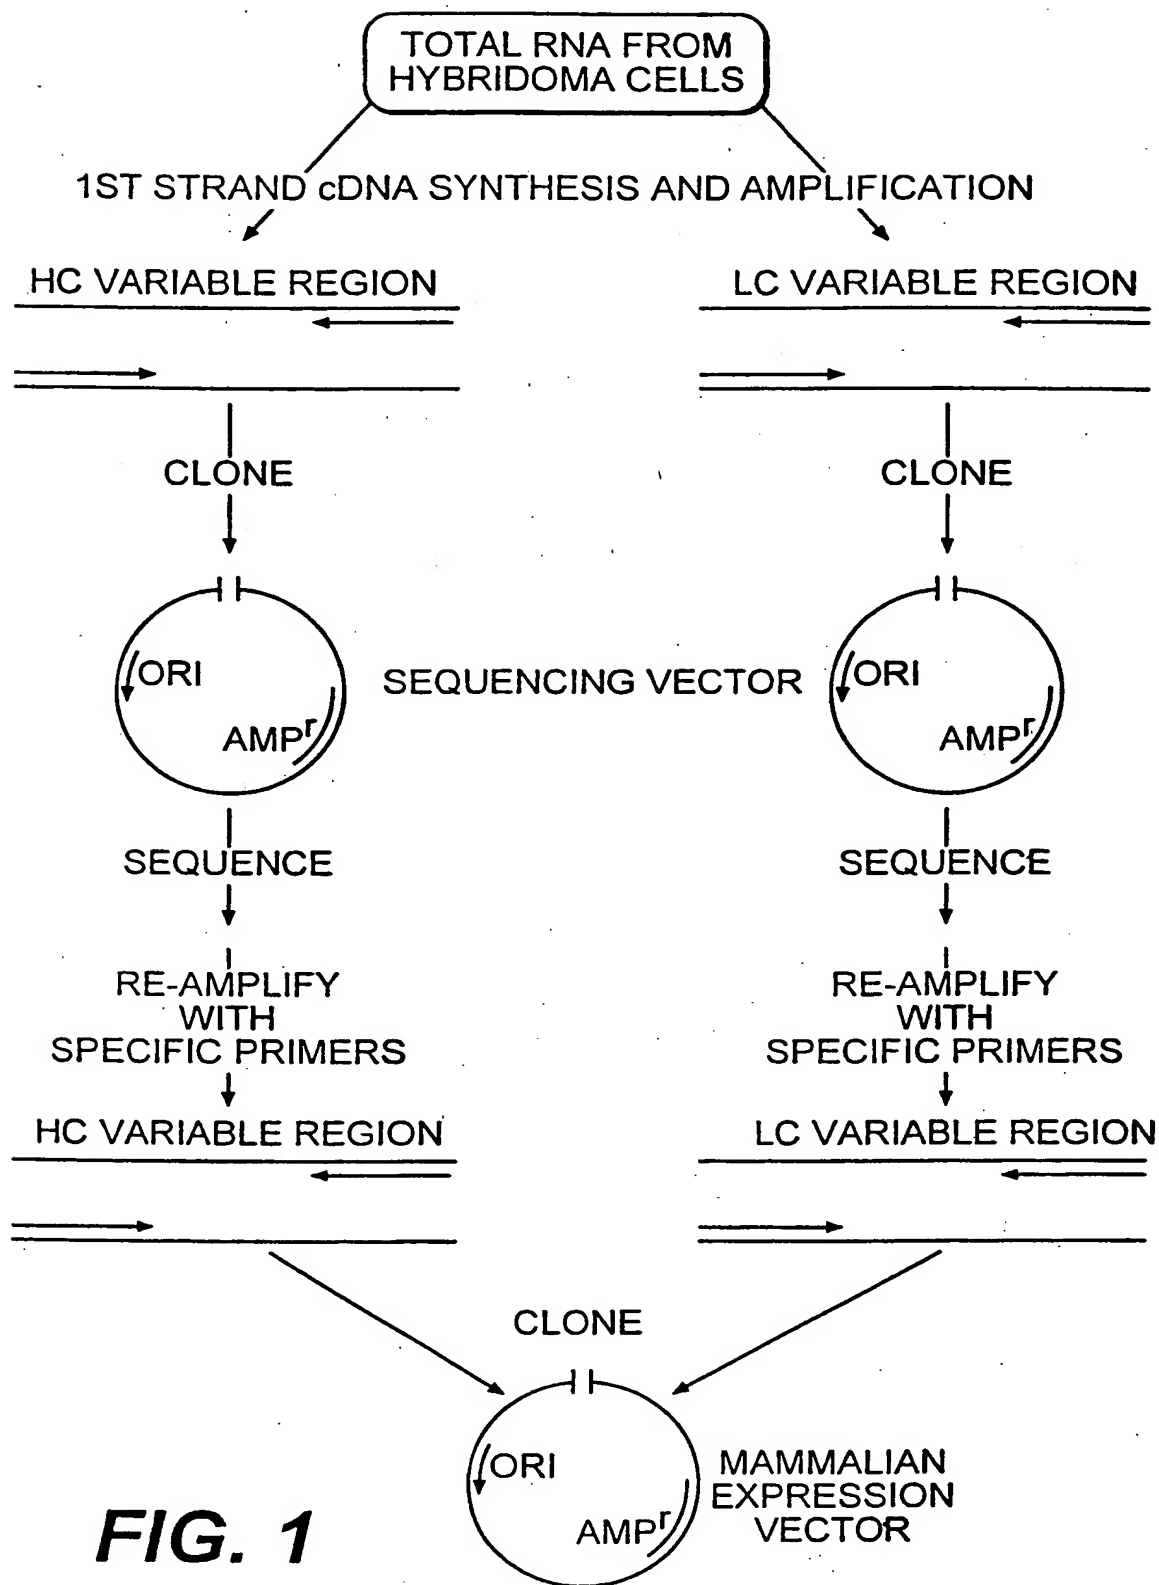 TOTAL RNA FROM
HYBRIDOMA CELLS
1ST STRAND cDNA SYNTHESIS AND AMPLIFICATION
HC VARIABLE REGION
LC VARIABLE REGION
CLONE
CLONE
ORI
AMPr
SEQUENCING VECTOR
ORI
AMPr
SEQUENCE
SEQUENCE
RE-AMPLIFY
WITH
SPECIFIC PRIMERS
RE-AMPLIFY
WITH
SPECIFIC PRIMERS
HC VARIABLE REGION
LC VARIABLE REGION
CLONE
ORI
AMPr
MAMMALIAN
EXPRESSION
VECTOR
FIG. 1